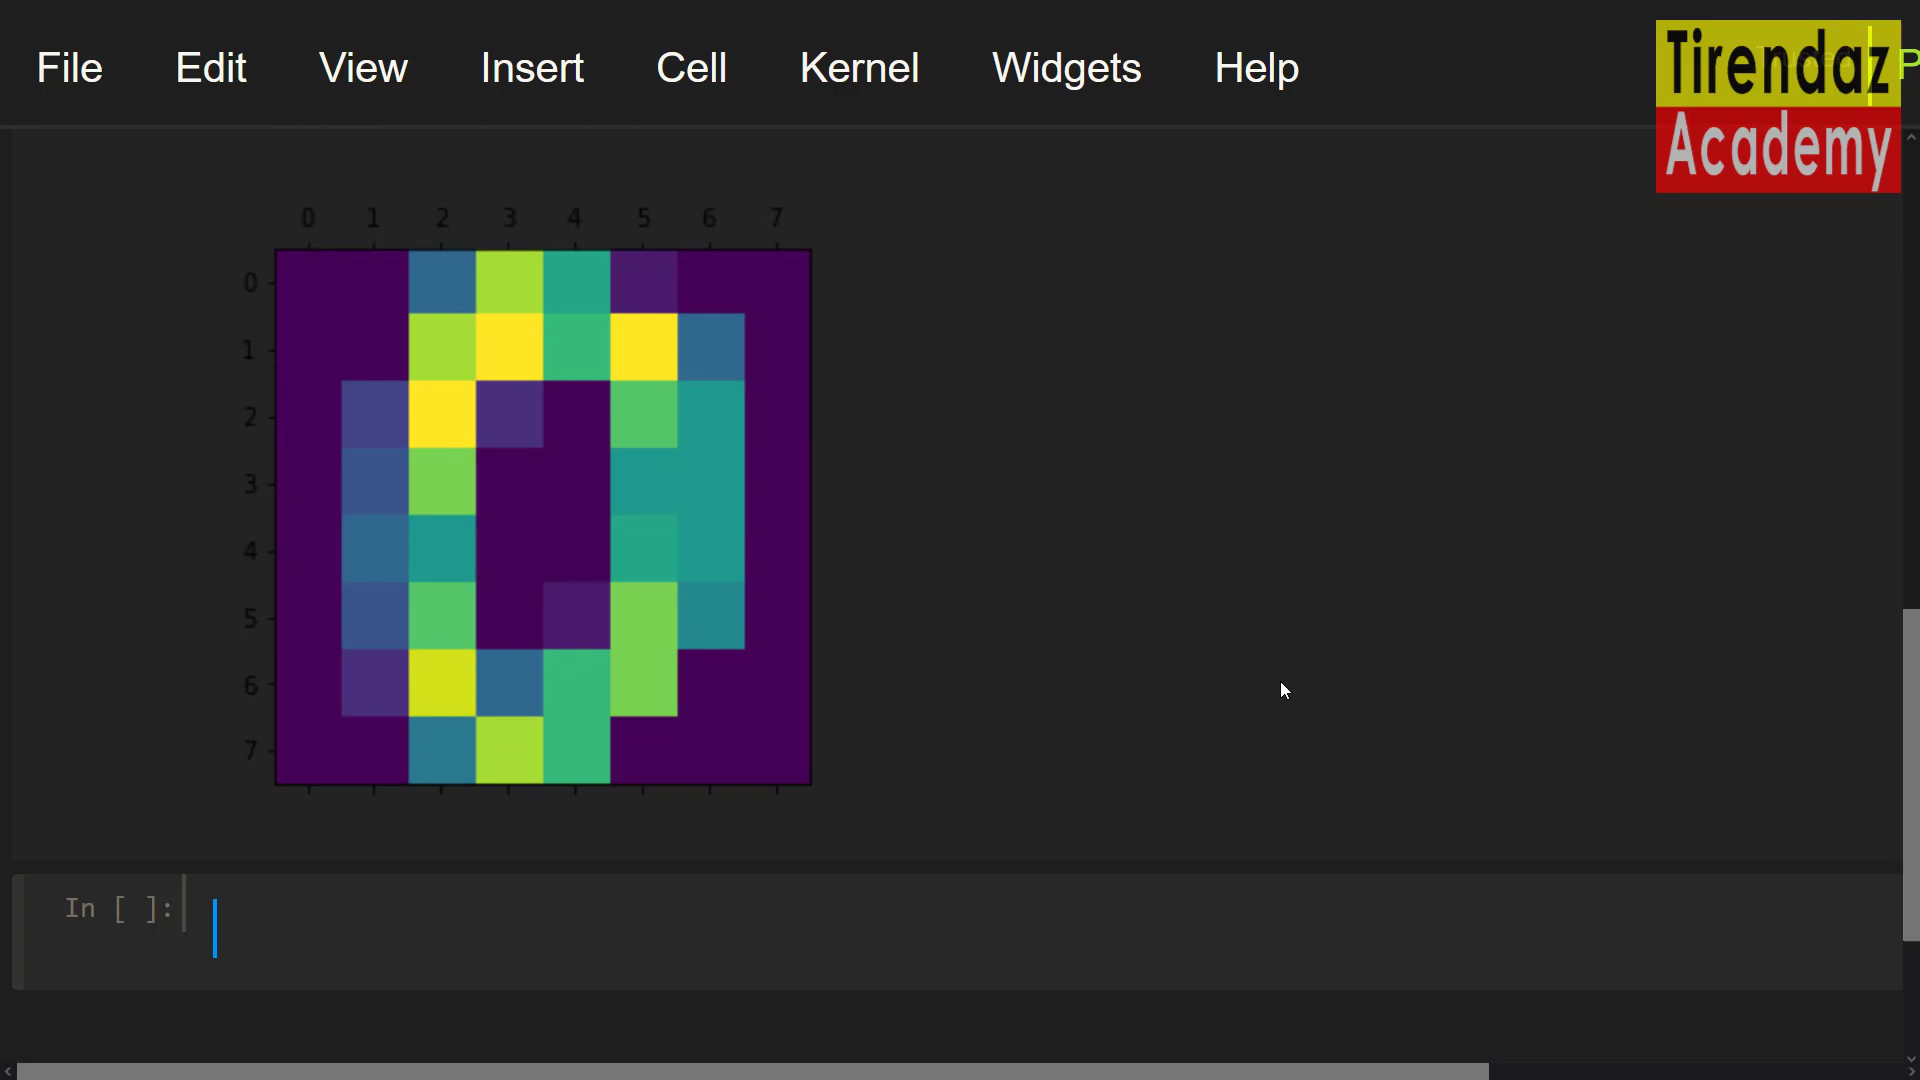 File Edit View Insert Cell Kernel Widgets Help
Tirendaz
Academy
P
0 1 2 3 4 5 6 7
0
1
2
3
4
5
6
7
In [ ]: